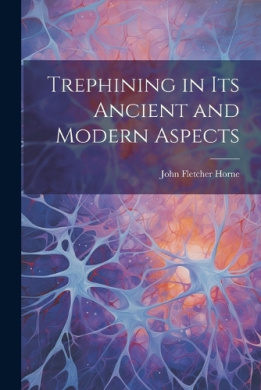 Trephining in Its
Ancient and
Modern Aspects
John Fletcher Horne